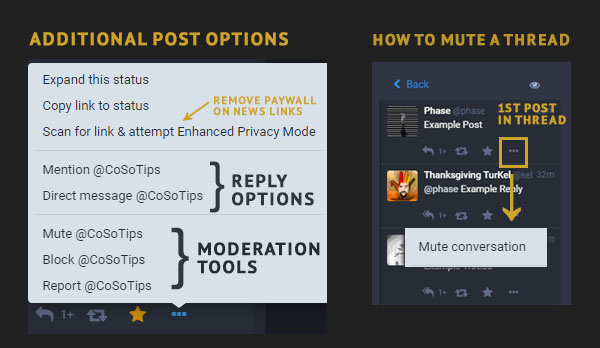 ADDITIONAL POST OPTIONS
Expand this status
Copy link to status
REMOVE PAYWALL
ON NEWS LINKS
Scan for link & attempt Enhanced Privacy Mode
Mention @CoSoTips
Direct message @CoSoTips
REPLY
OPTIONS
Mute @CoSoTips
Block @CoSoTips
Report @CoSoTips
MODERATION
TOOLS
1+
HOW TO MUTE A THREAD
Back
Phase @phase
Example Post
1ST POST
IN THREAD
1+
Thanksgiving TurKel @kel 32m
@phase Example Reply
1+
Mute conversation
Example Thread
1+